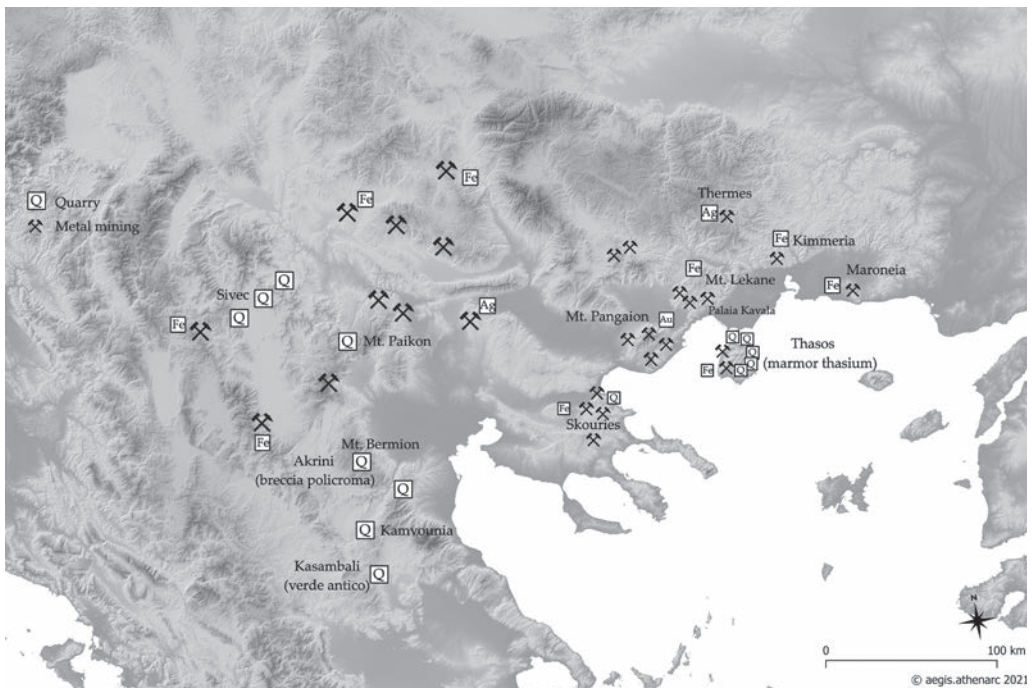 Thermes
Fe
Ag
Q Quarry
Fe
Fe Kimmeria
Metal mining
Fe
Mt. Lekane
Fe
Maroneia
Q
Sivec
Q
Ag
Palaia Kavala
Fe
Q
Mt. Pangaion
Au
Q
Mt. Paikon
Q
Q
Thasos
Q
(marmor thasium)
Q
Fe
Q
Q
Fe
Skouries
Fe
Mt. Bermion
Akrini
Q
(breccia policroma)
Q
Q Kamvounia
Kasambali
Q
(verde antico)
N
0
100 km
© aegis.athenarc 2021